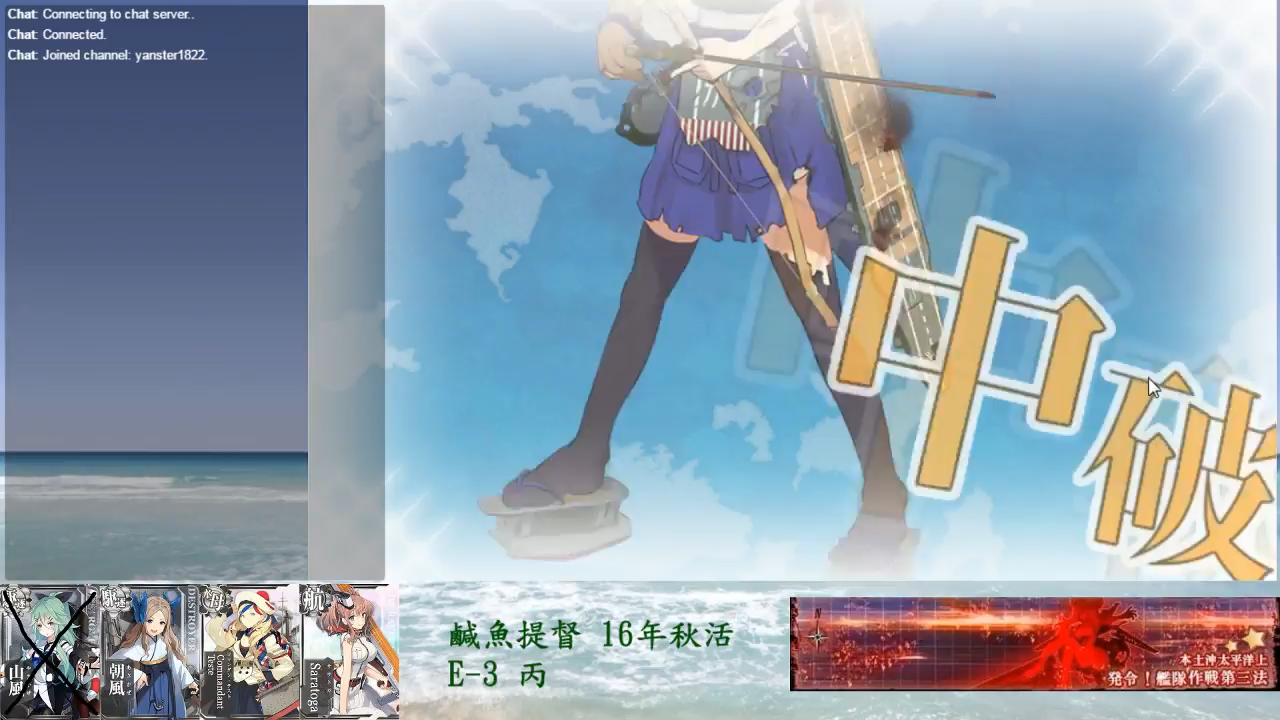 Chat: Connecting to chat server..
Chat: Connected.
Chat: Joined channel: yanster1822.
中破
山風
朝風
DESTROYER
Commandant
Teste
航
Saratoga
鹹魚提督 16年秋活
E-3 丙
N
本土沖太平洋上
発令！艦隊作戦第三法